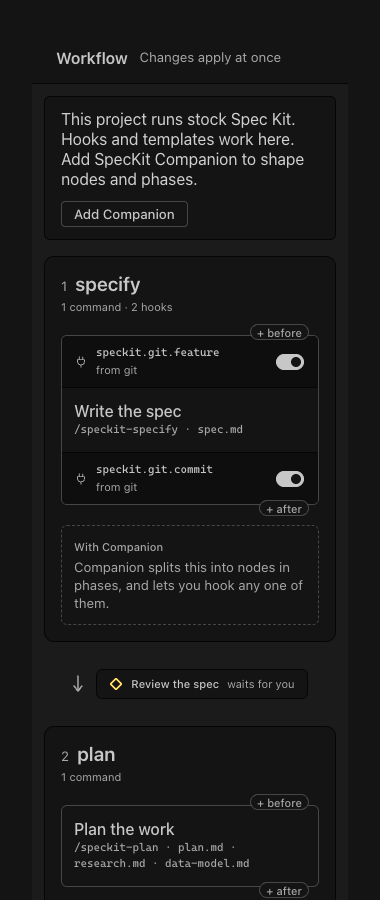 Workflow Changes apply at once
This project runs stock Spec Kit.
Hooks and templates work here.
Add SpecKit Companion to shape
nodes and phases.
Add Companion
1 specify
1 command · 2 hooks
+ before
speckit.git.feature
from git
Write the spec
/speckit-specify · spec.md
speckit.git.commit
from git
+ after
With Companion
Companion splits this into nodes in
phases, and lets you hook any one of
them.
Review the spec waits for you
2 plan
1 command
+ before
Plan the work
/speckit-plan · plan.md ·
research.md · data-model.md
+ after